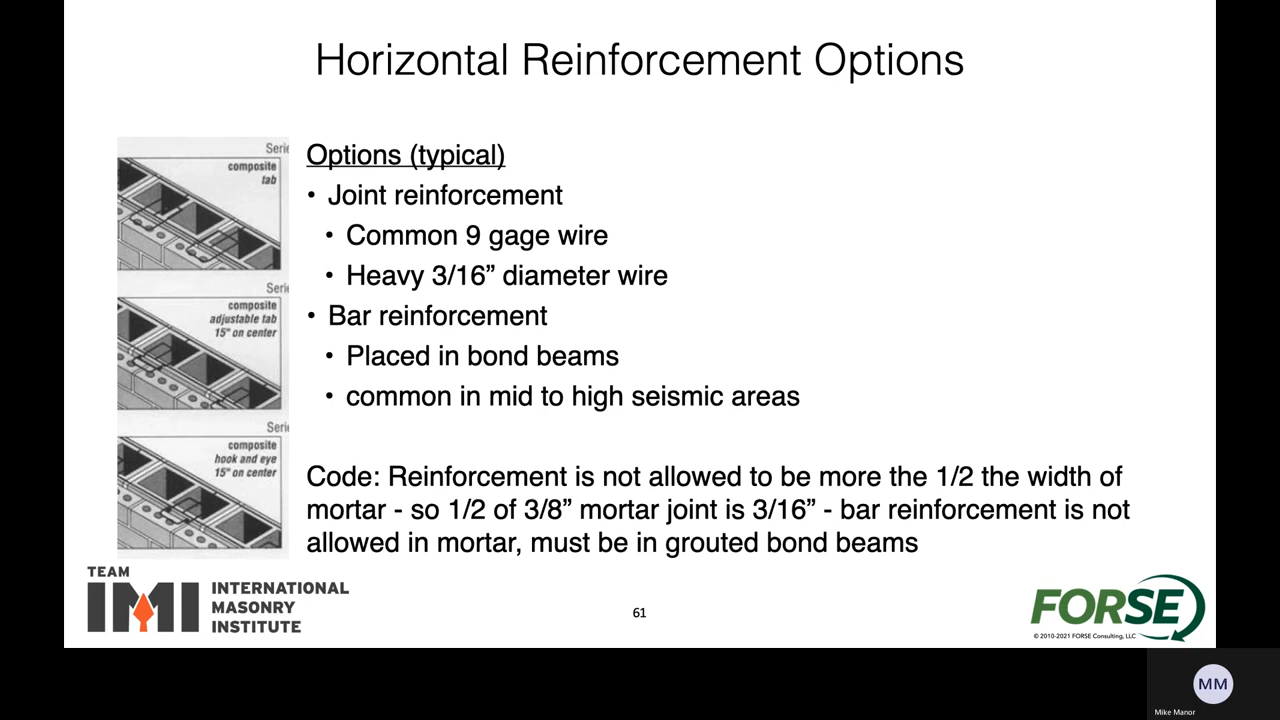 Horizontal Reinforcement Options
Serie
composite
tab
Serie
composite
adjustable tab
15" on center
Serie
composite
hook and eye
15" on center
Options (typical)
• Joint reinforcement
• Common 9 gage wire
• Heavy 3/16” diameter wire
• Bar reinforcement
• Placed in bond beams
• common in mid to high seismic areas
Code: Reinforcement is not allowed to be more the 1/2 the width of
mortar - so 1/2 of 3/8” mortar joint is 3/16” - bar reinforcement is not
allowed in mortar, must be in grouted bond beams
TEAM
IMI
INTERNATIONAL
MASONRY
INSTITUTE
61
FORSE
© 2010-2021 FORSE Consulting, LLC
MM
Mike Manor